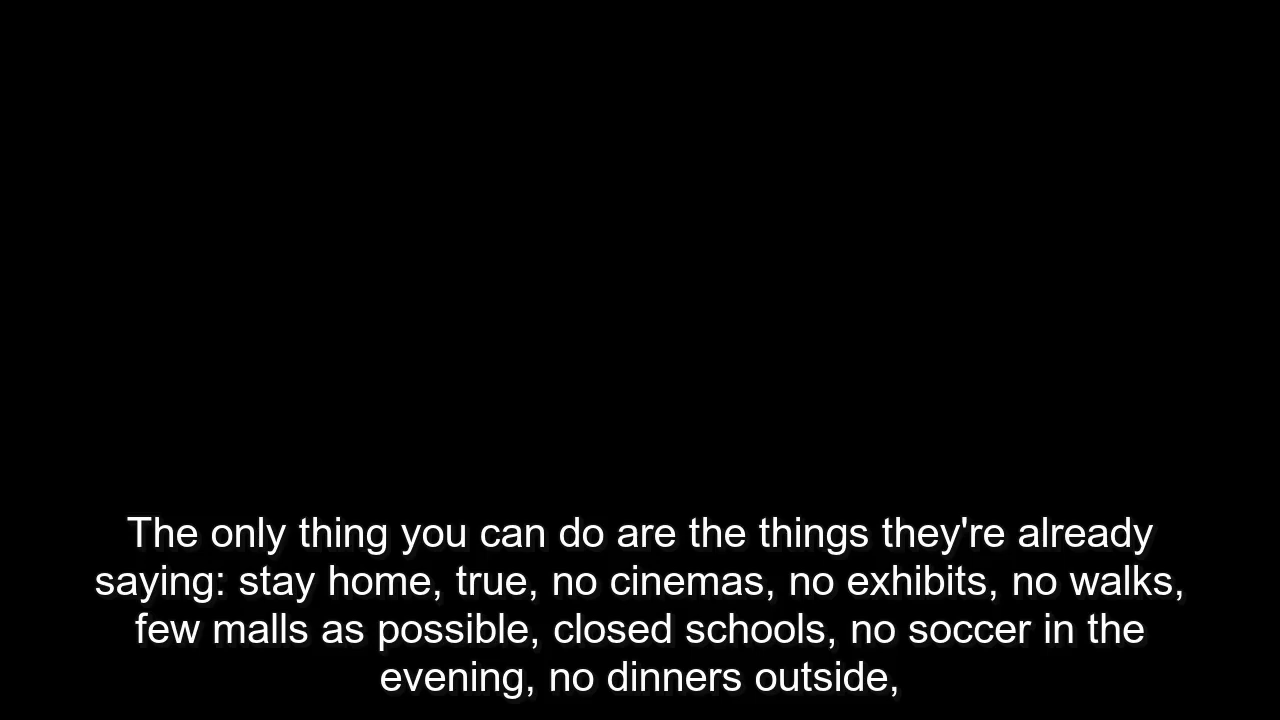 The only thing you can do are the things they're already
saying: stay home, true, no cinemas, no exhibits, no walks,
few malls as possible, closed schools, no soccer in the
evening, no dinners outside,